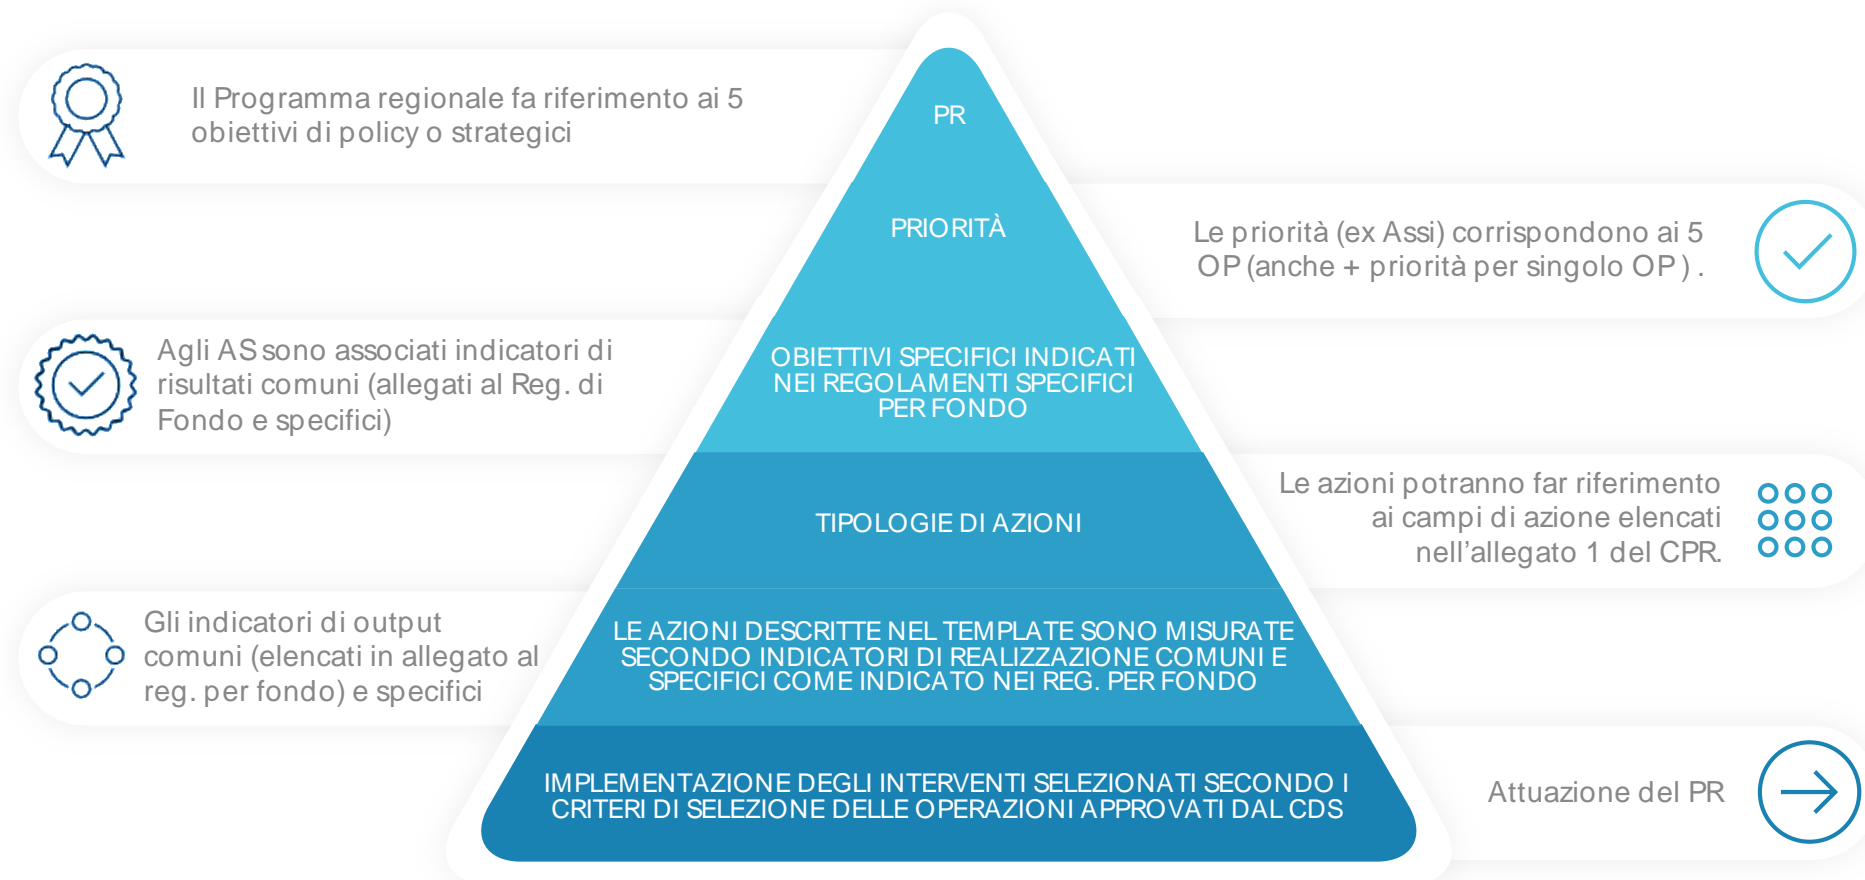 Il Programma regionale fa riferimento ai 5
obiettivi di policy o strategici
PR
PRIORITÀ
Le priorità (ex Assi) corrispondono ai 5
OP (anche + priorità per singolo OP ) .
Agli AS sono associati indicatori di
risultati comuni (allegati al Reg. di
Fondo e specifici)
OBIETTIVI SPECIFICI INDICATI
NEI REGOLAMENTI SPECIFICI
PER FONDO
TIPOLOGIE DI AZIONI
Le azioni potranno far riferimento
ai campi di azione elencati
nell’allegato 1 del CPR.
Gli indicatori di output
comuni (elencati in allegato al
reg. per fondo) e specifici
LE AZIONI DESCRITTE NEL TEMPLATE SONO MISURATE
SECONDO INDICATORI DI REALIZZAZIONE COMUNI E
SPECIFICI COME INDICATO NEI REG. PER FONDO
IMPLEMENTAZIONE DEGLI INTERVENTI SELEZIONATI SECONDO I
CRITERI DI SELEZIONE DELLE OPERAZIONI APPROVATI DAL CDS
Attuazione del PR